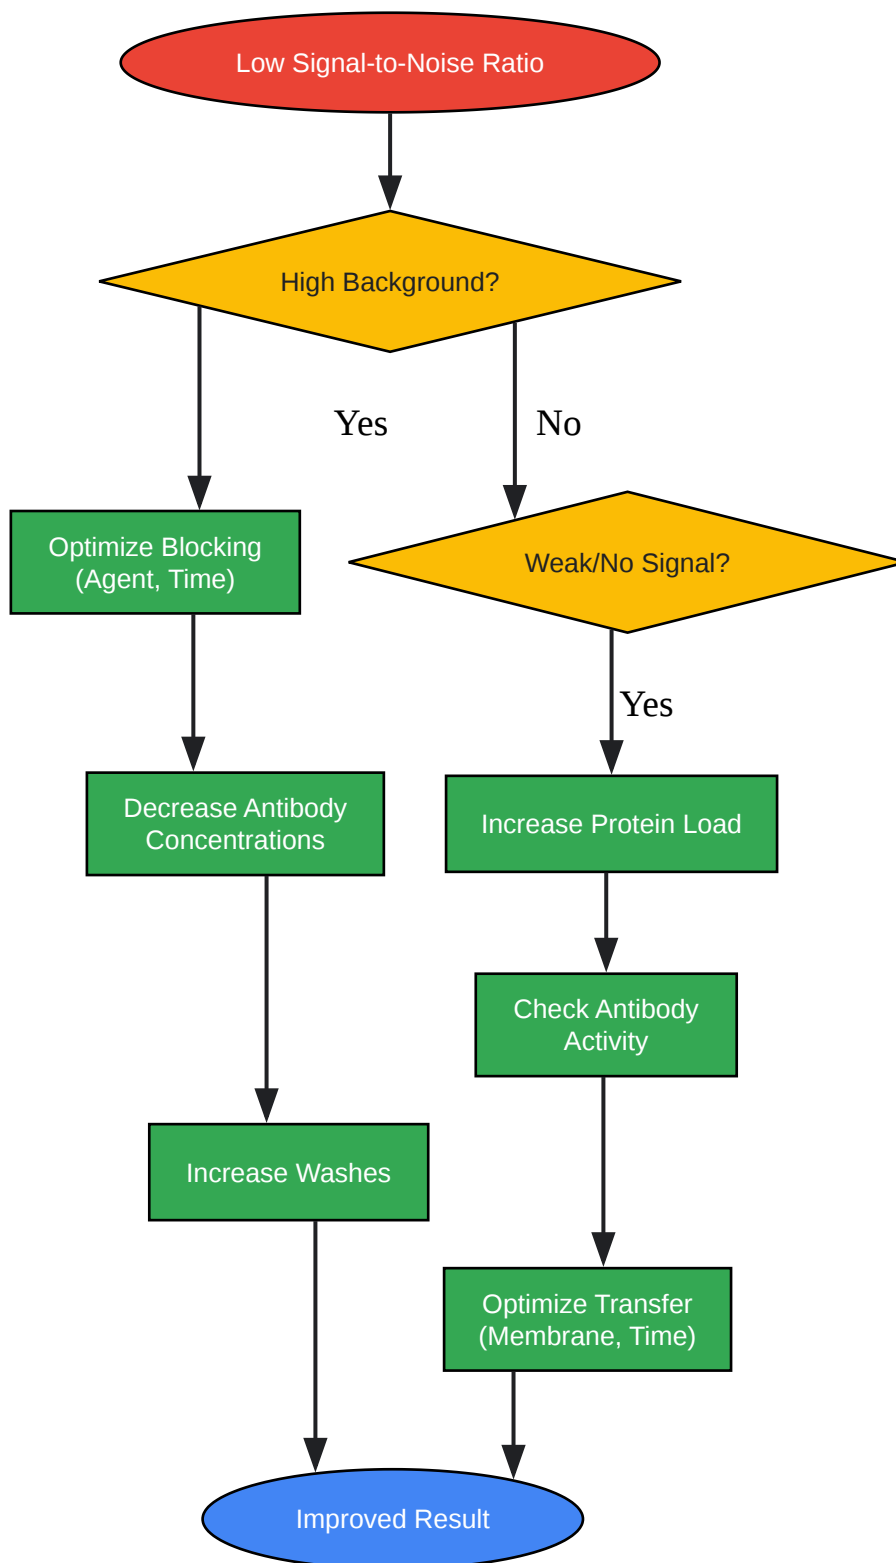 Low Signal-to-Noise Ratio
High Background?
Yes
No
Optimize Blocking
(Agent, Time)
Weak/No Signal?
Yes
Decrease Antibody
Concentrations
Increase Protein Load
Check Antibody
Activity
Increase Washes
Optimize Transfer
(Membrane, Time)
Improved Result